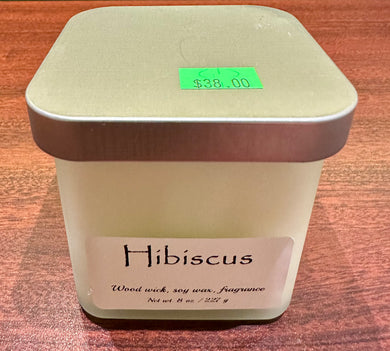 $38.00
Hibiscus
Wood wick, soy wax, fragrance
Net wt. 8 oz. / 227 g